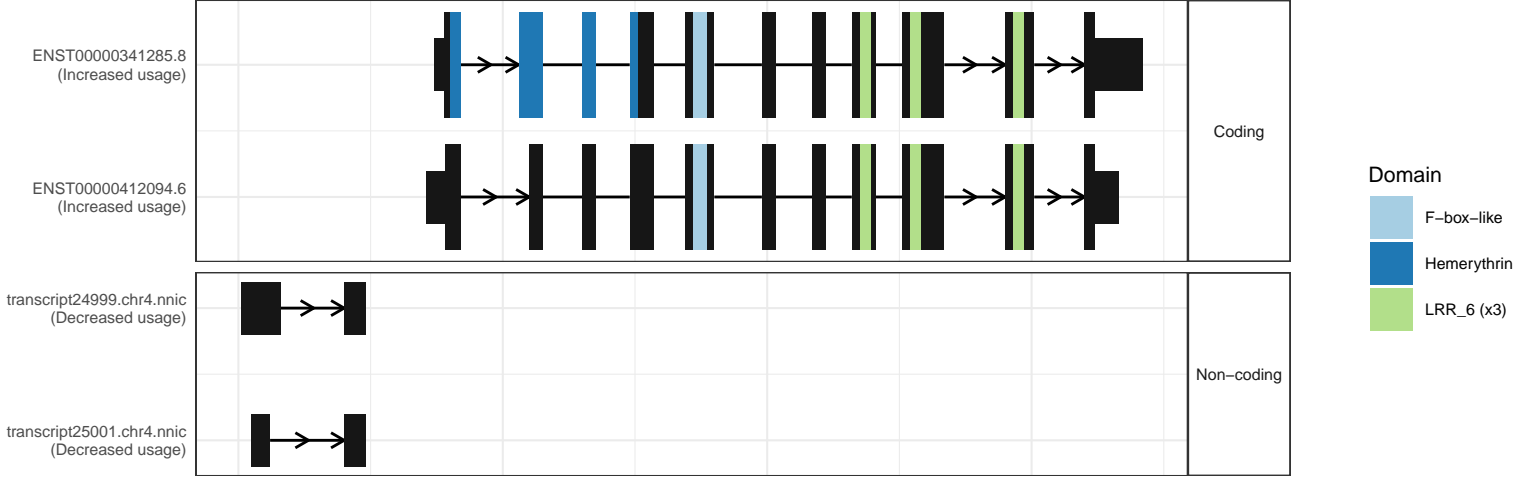 ENST00000341285.8
(Increased usage)
ENST00000412094.6
(Increased usage)
Coding
transcript24999.chr4.nnic
(Decreased usage)
transcript25001.chr4.nnic
(Decreased usage)
Non−coding
Domain
F−box−like
Hemerythrin
LRR_6 (x3)